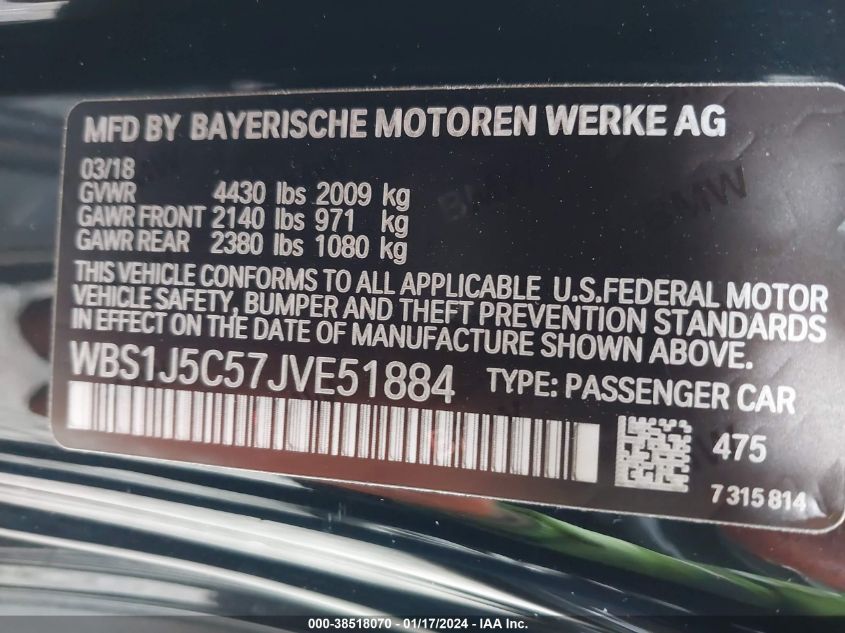 MFD BY BAYERISCHE MOTOREN WERKE AG
03/18
GVWR 4430 lbs 2009 kg
GAWR FRONT 2140 lbs 971 kg
GAWR REAR 2380 lbs 1080 kg
THIS VEHICLE CONFORMS TO ALL APPLICABLE U.S.FEDERAL MOTOR
VEHICLE SAFETY, BUMPER AND THEFT PREVENTION STANDARDS
IN EFFECT ON THE DATE OF MANUFACTURE SHOWN ABOVE.
WBS1J5C57JVE51884 TYPE: PASSENGER CAR
475
7 315 814
000-38518070 - 01/17/2024 - IAAI Inc.